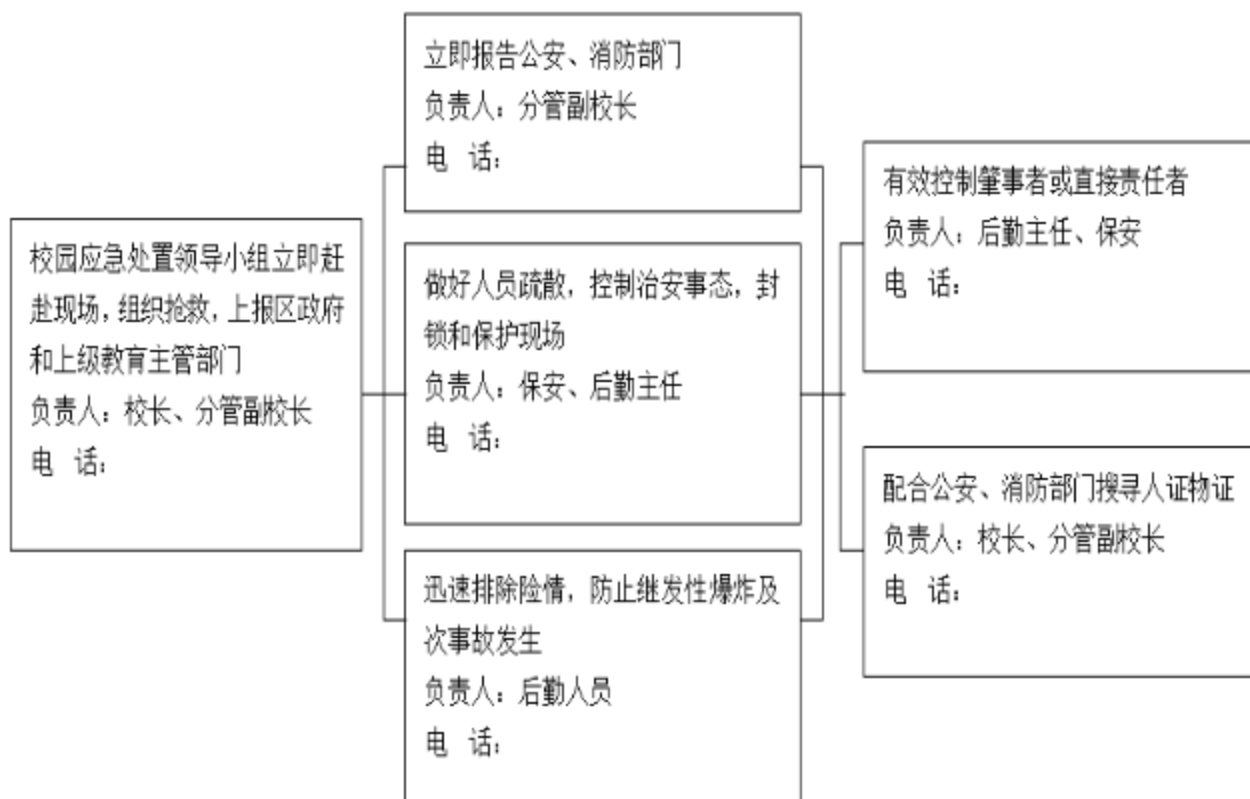 校园应急处置领导小组立即赶
赴现场，组织抢救，上报区政府
和上级教育主管部门
负责人：校长、分管副校长
电 话：
立即报告公安、消防部门
负责人：分管副校长
电 话：
做好人员疏散，控制治安事态，封
锁和保护现场
负责人：保安、后勤主任
电 话：
迅速排除险情，防止继发性爆炸及
次事故发生
负责人：后勤人员
电 话：
有效控制肇事者或直接责任者
负责人：后勤主任、保安
电 话：
配合公安、消防部门搜寻人证物证
负责人：校长、分管副校长
电 话：